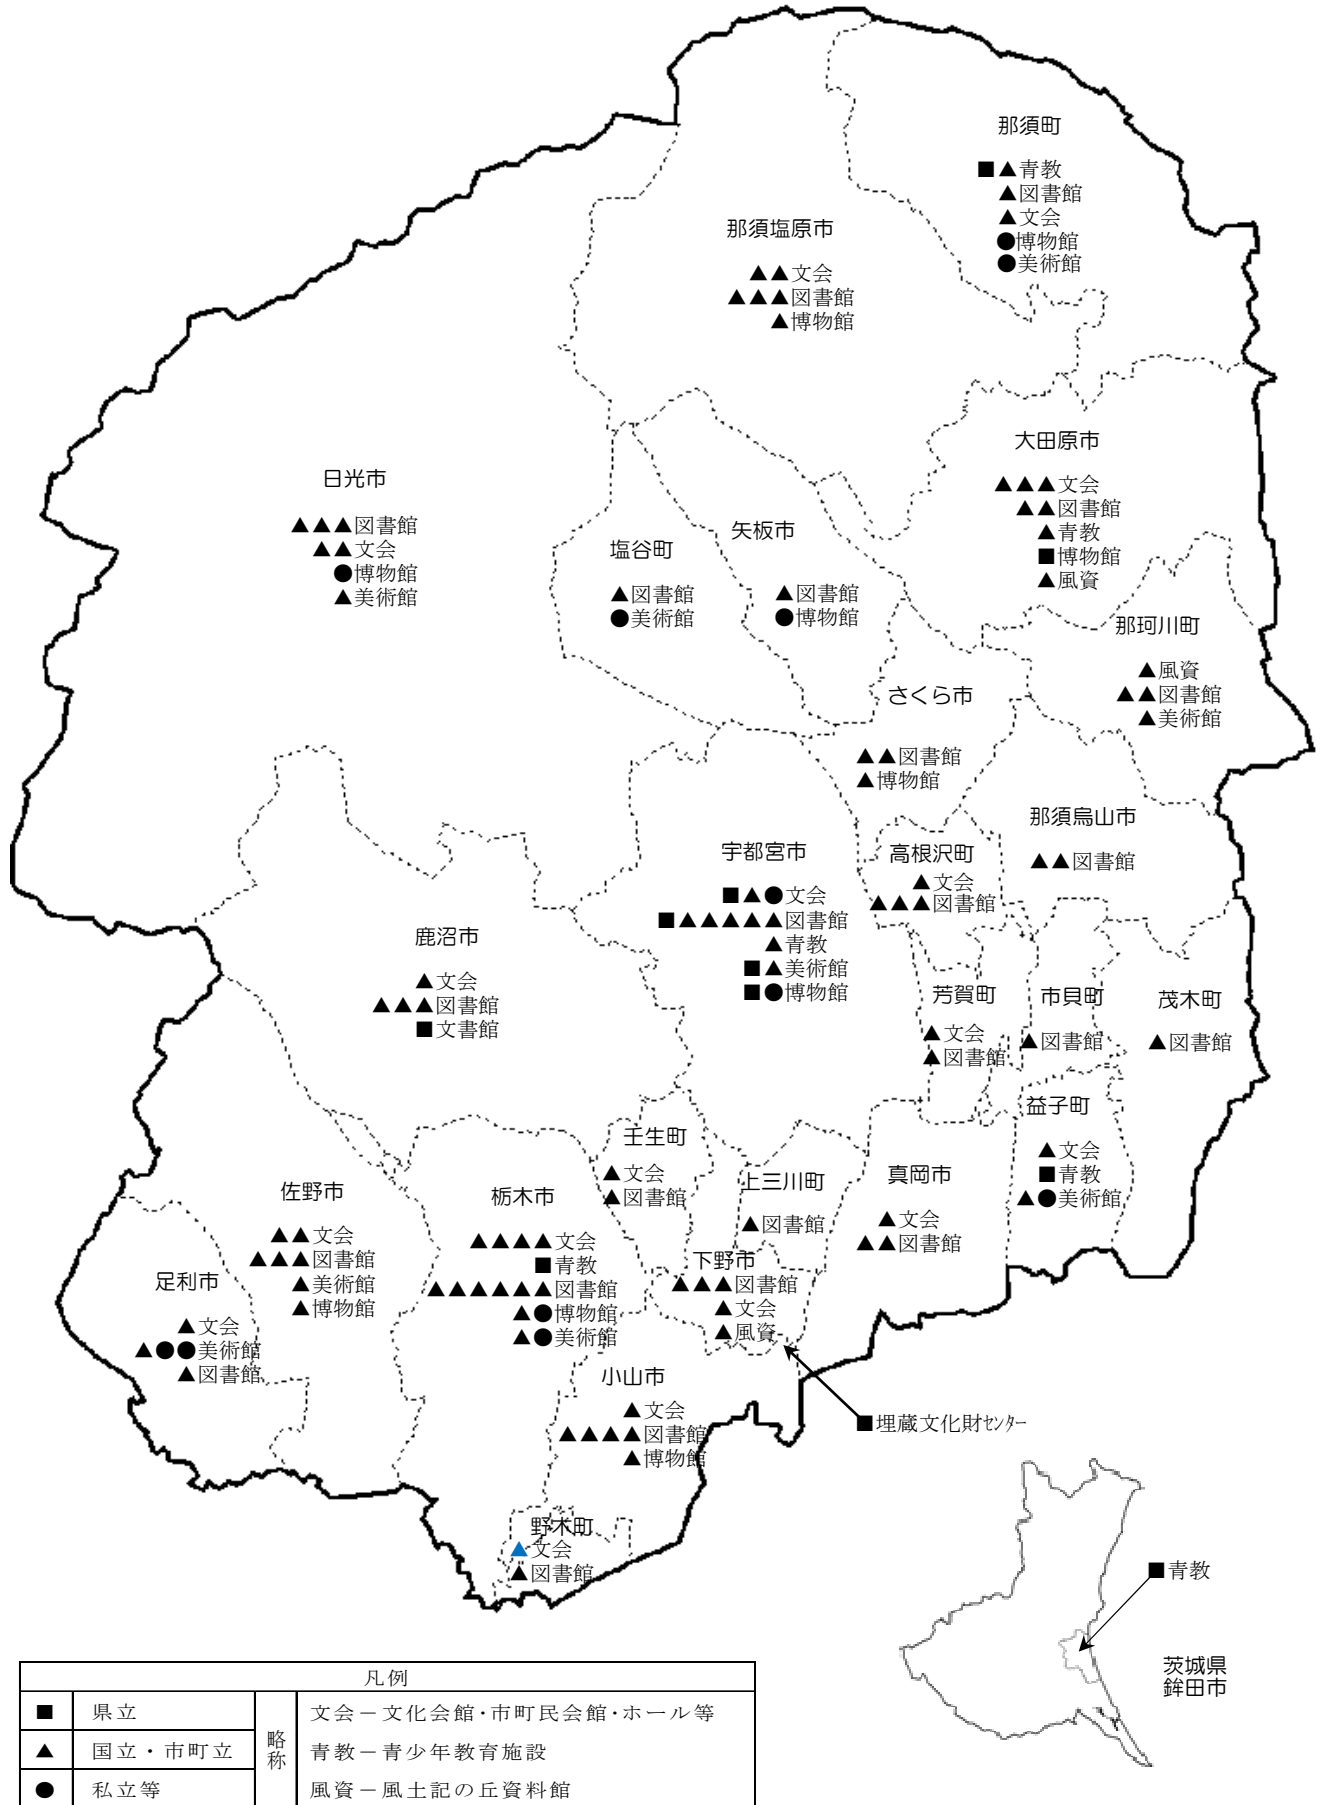 那須町
■▲青教
▲図書館
▲文会
●博物館
●美術館
那須塩原市
▲▲文会
▲▲▲図書館
▲博物館
大田原市
▲▲▲文会
▲▲図書館
▲青教
■博物館
▲風資
日光市
▲▲▲図書館
▲▲文会
●博物館
▲美術館
塩谷町
▲図書館
●美術館
矢板市
▲図書館
●博物館
那珂川町
▲風資
▲▲図書館
▲美術館
さくら市
▲▲図書館
▲博物館
那須烏山市
▲▲図書館
宇都宮市
■▲●文会
■▲▲▲▲▲図書館
▲青教
■▲美術館
■●博物館
高根沢町
▲文会
▲▲▲図書館
鹿沼市
▲文会
▲▲▲図書館
■文書館
芳賀町
▲文会
▲図書館
市貝町
▲図書館
茂木町
▲図書館
益子町
▲文会
■青教
▲●美術館
壬生町
▲文会
▲図書館
上三川町
▲図書館
真岡市
▲文会
▲▲図書館
佐野市
▲▲文会
▲▲▲図書館
▲美術館
▲博物館
栃木市
▲▲▲▲文会
■青教
▲▲▲▲▲▲図書館
▲●博物館
▲●美術館
下野市
▲▲▲図書館
▲文会
▲風資
足利市
▲文会
▲●●美術館
▲図書館
小山市
▲文会
▲▲▲▲図書館
▲博物館
■埋蔵文化財ｾﾝﾀｰ
野木町
▲文会
▲図書館
■青教
茨城県
鉾田市
凡例
■ 県立
▲ 国立・市町立
● 私立等
略称
文会－文化会館・市町民会館・ホール等
青教－青少年教育施設
風資－風土記の丘資料館